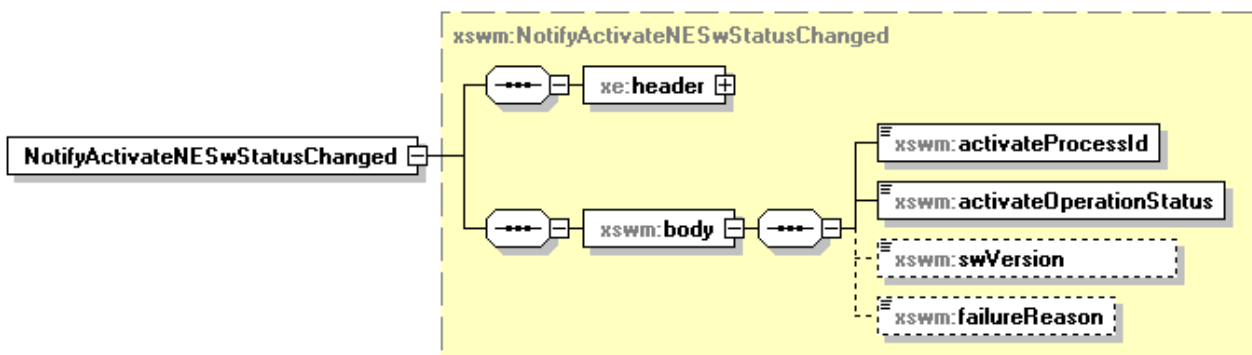 xswm:NotifyActivateNESwStatusChanged
xe:header
NotifyActivateNESwStatusChanged
xswm:activateProcessId
xswm:activateOperationStatus
xswm:body
xswm:swVersion
xswm:failureReason